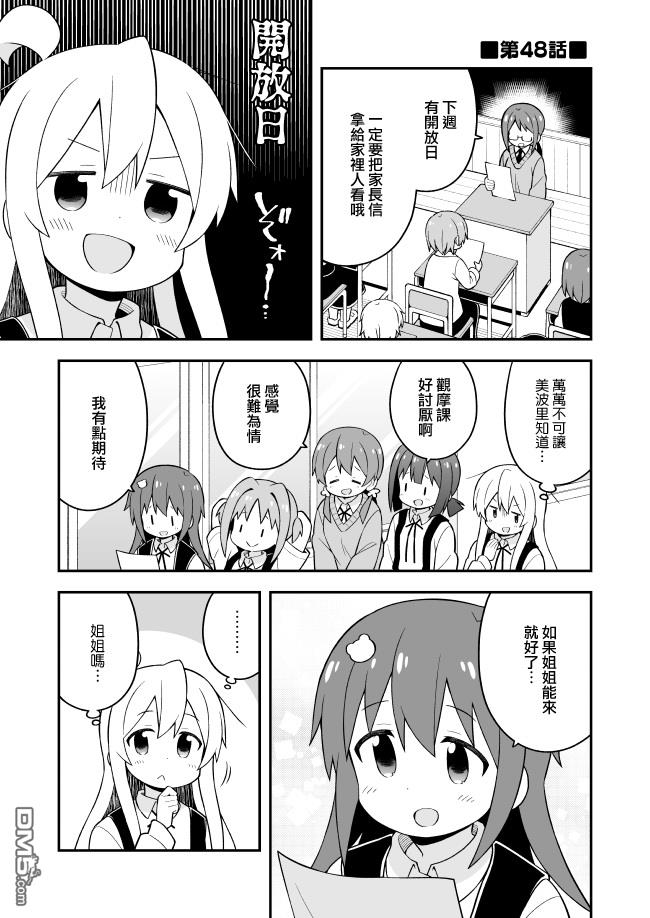 ■第48話■
下週
有開放日
一定要把家長信
拿給家裡人看哦
開放日
ぞォー…
萬萬不可讓
美波里知道…
觀摩課
好討厭啊
感覺
很難為情
我有點期待
如果姐姐能來
就好了…
………
姐姐嗎…
DM5.com